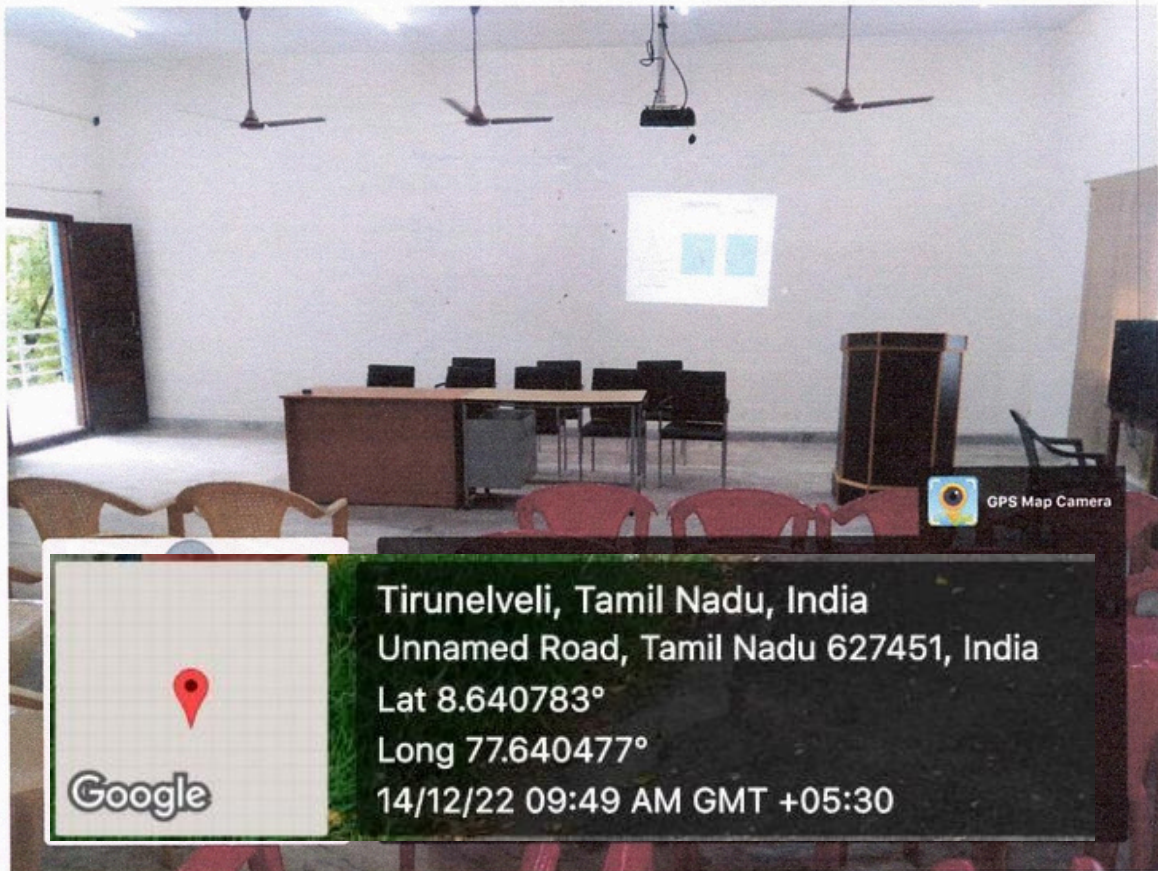 GPS Map Camera
Tirunelveli, Tamil Nadu, India
Unnamed Road, Tamil Nadu 627451, India
Lat 8.640783°
Long 77.640477°
14/12/22 09:49 AM GMT +05:30
Google